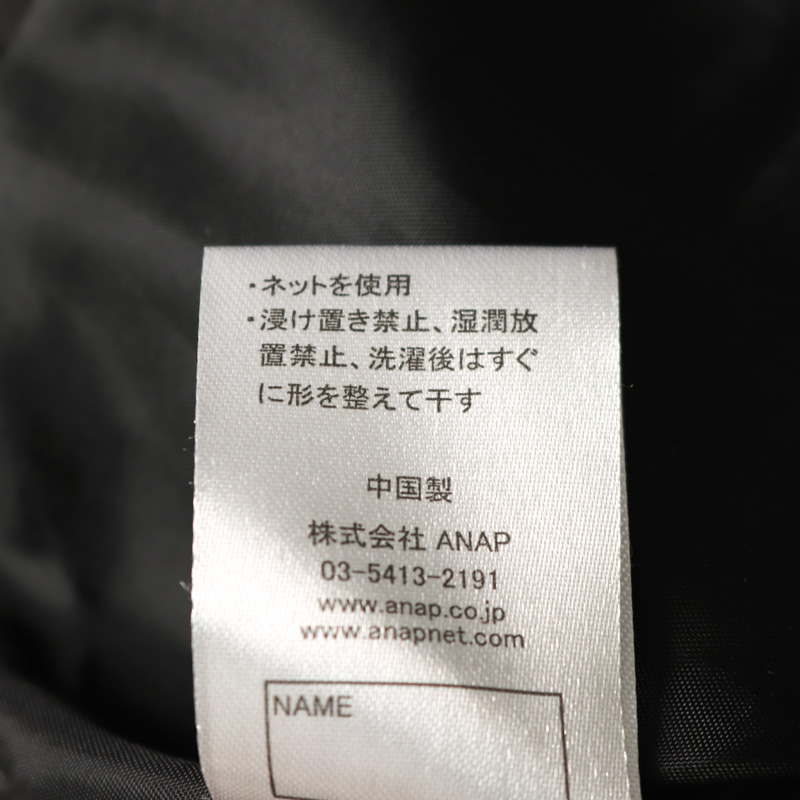 ・ネットを使用
・浸け置き禁止、湿潤放
置禁止、洗濯後はすぐ
に形を整えて干す
中国製
株式会社 ANAP
03-5413-2191
www.anap.co.jp
www.anapnet.com
NAME